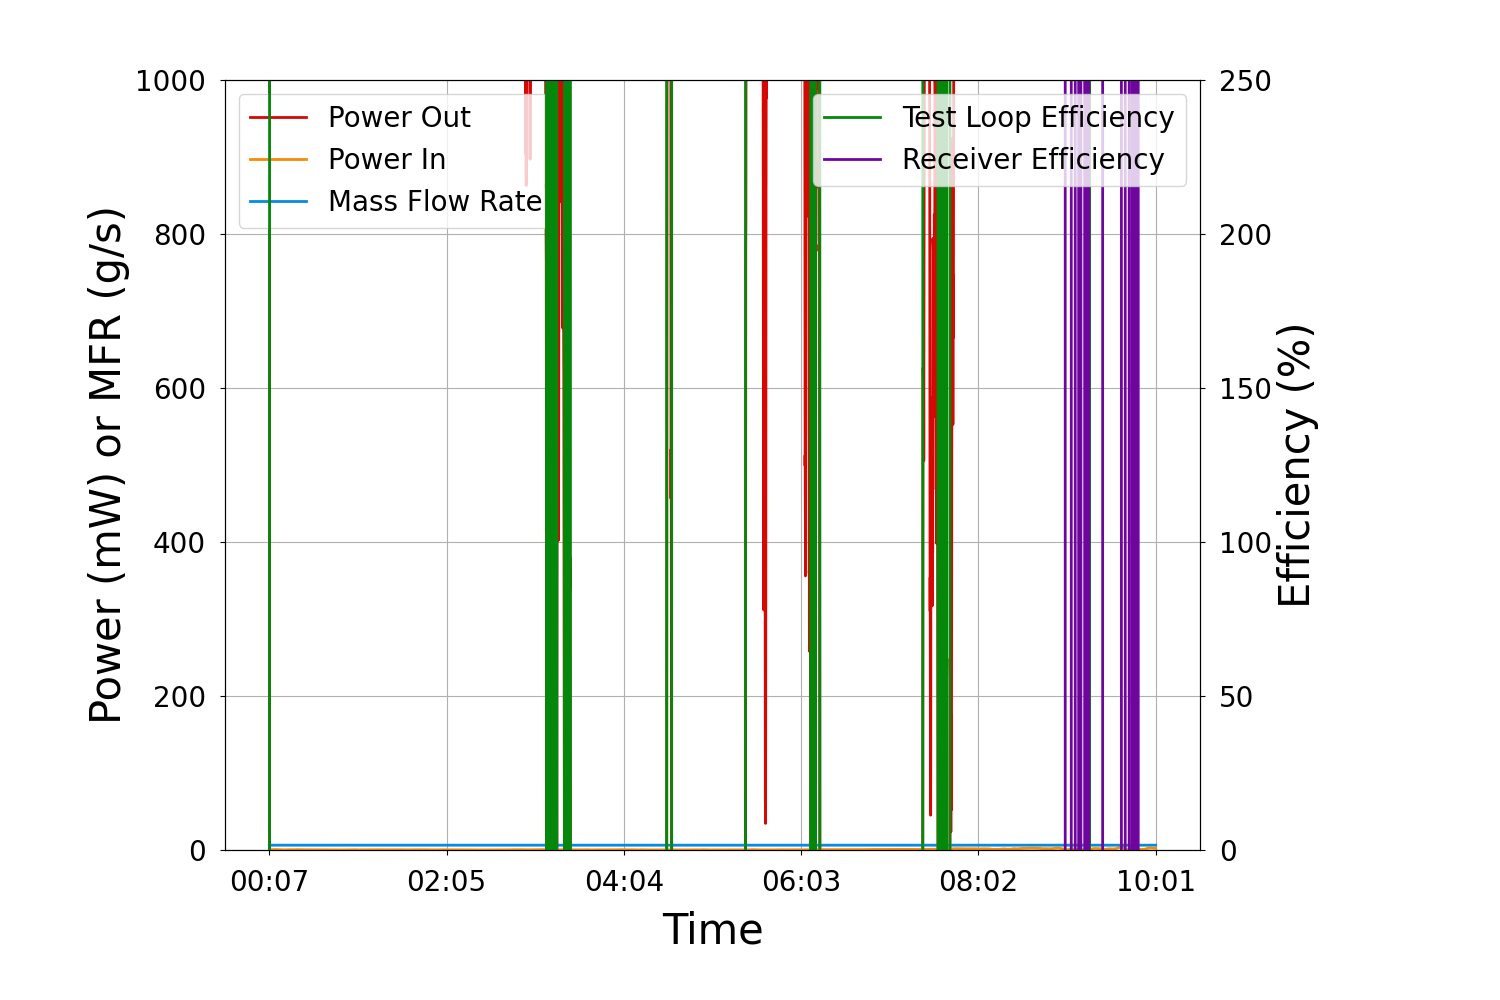 1000
800
600
400
200
0
Power (mW) or MFR (g/s)
Power Out
Power In
Mass Flow Rate
Test Loop Efficiency
Receiver Efficiency
250
200
150
100
50
0
Efficiency (%)
00:07 02:05 04:04 06:03 08:02 10:01
Time